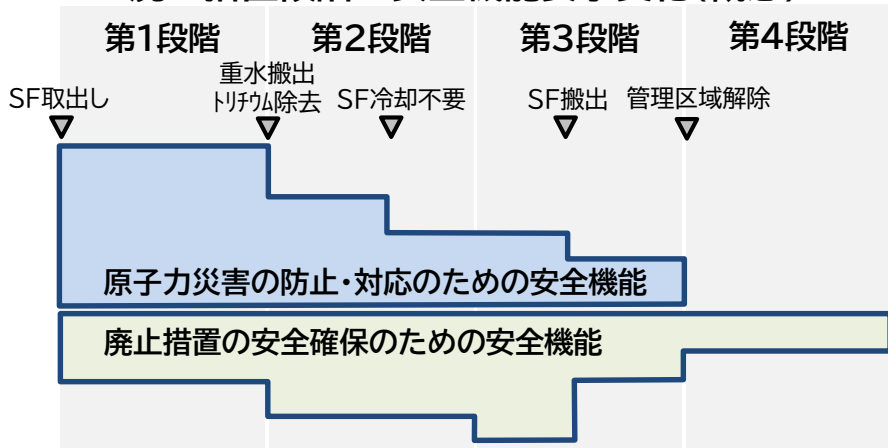 第1段階
第2段階
第3段階
第4段階
SF取出し
重水搬出
ﾄﾘﾁｳﾑ除去
SF冷却不要
SF搬出
管理区域解除
原子力災害の防止・対応のための安全機能
廃止措置の安全確保のための安全機能